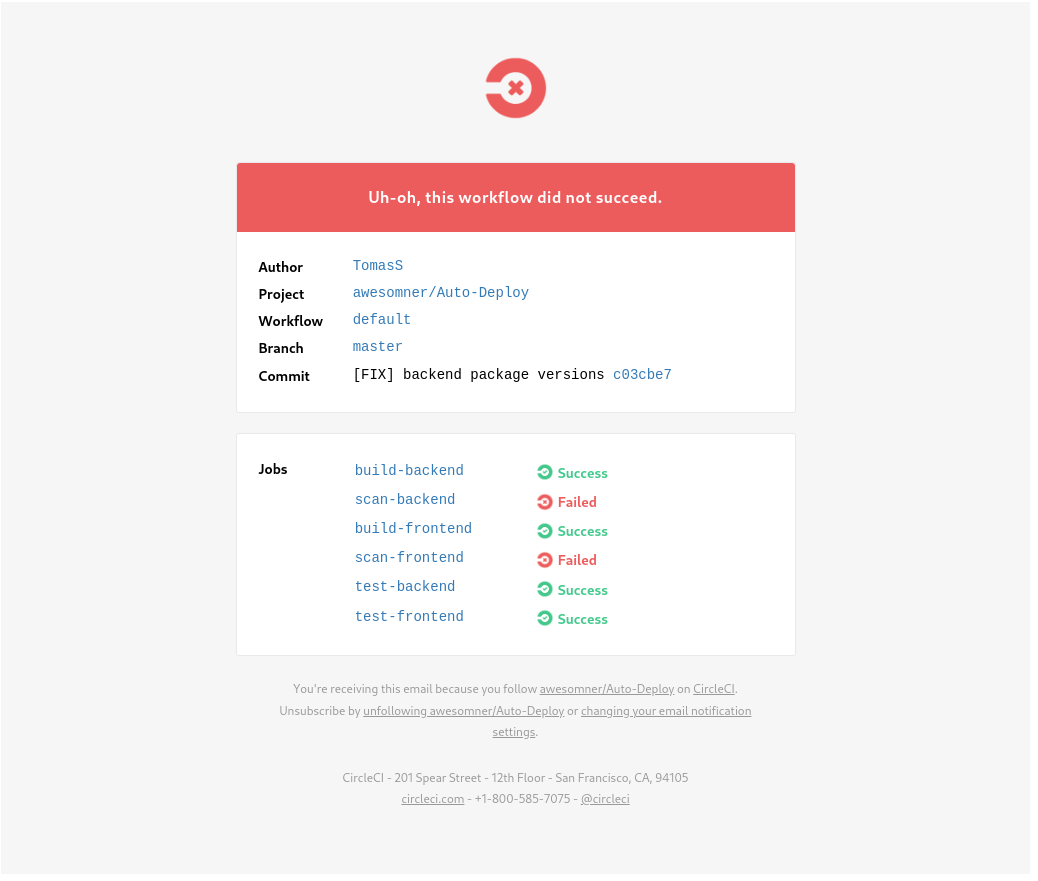 Uh-oh, this workflow did not succeed.
Author TomasS
Project awesomner/Auto-Deploy
Workflow default
Branch master
Commit [FIX] backend package versions c03cbe7
Jobs build-backend Success
scan-backend Failed
build-frontend Success
scan-frontend Failed
test-backend Success
test-frontend Success
You're receiving this email because you follow awesomner/Auto-Deploy on CircleCI.
Unsubscribe by unfollowing awesomner/Auto-Deploy or changing your email notification
settings.
CircleCI - 201 Spear Street - 12th Floor - San Francisco, CA, 94105
circleci.com - +1-800-585-7075 - @circleci